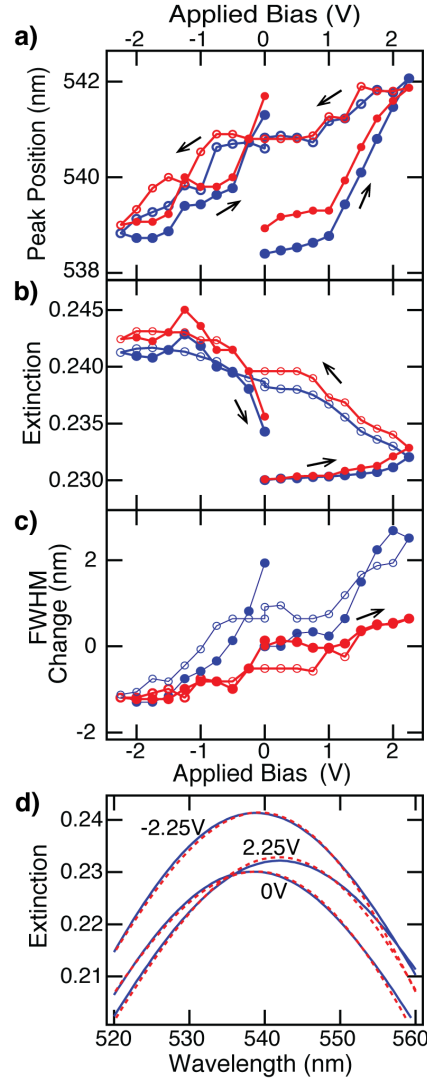 Applied Bias (V)
-2 -1 0 1 2
a)
542
540
538
Peak Position (nm)
b)
0.245
0.240
0.235
0.230
Extinction
c)
2
0
-2
FWHM
Change (nm)
-2 -1 0 1 2
Applied Bias (V)
d)
0.24
0.23
0.22
0.21
Extinction
-2.25V
2.25V
0V
520 530 540 550 560
Wavelength (nm)